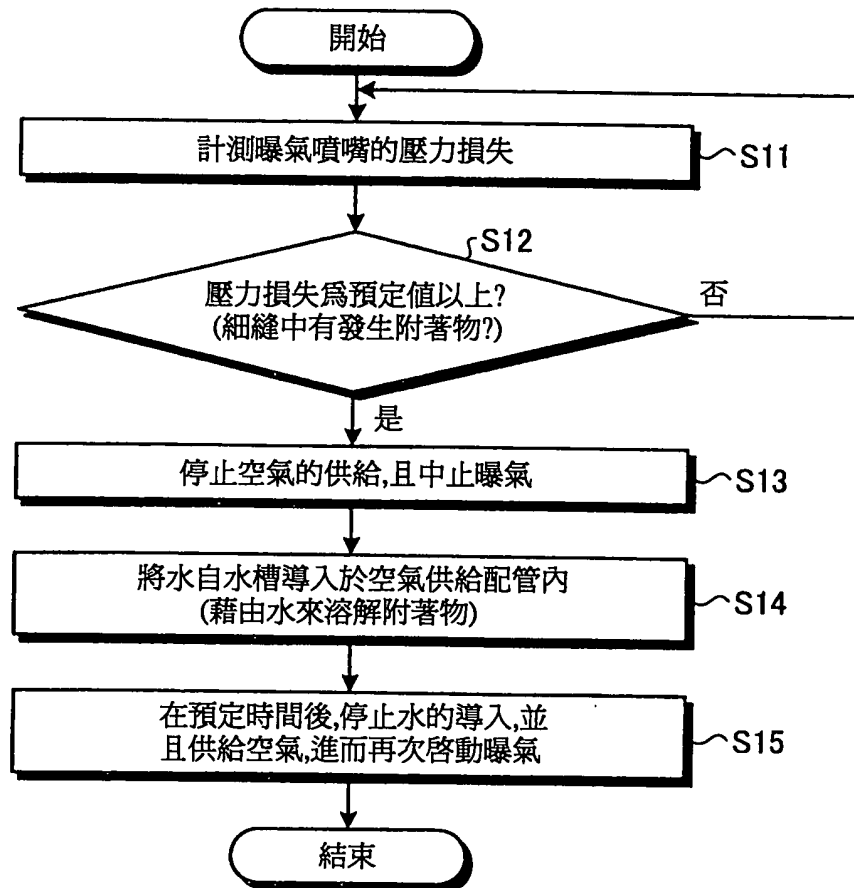 開始
計測曝氣噴嘴的壓力損失
S11
S12
壓力損失爲預定值以上?
(細縫中有發生附著物?)
否
是
停止空氣的供給,且中止曝氣
S13
將水自水槽導入於空氣供給配管內
(藉由水來溶解附著物)
S14
在預定時間後,停止水的導入,並
且供給空氣,進而再次啓動曝氣
S15
結束